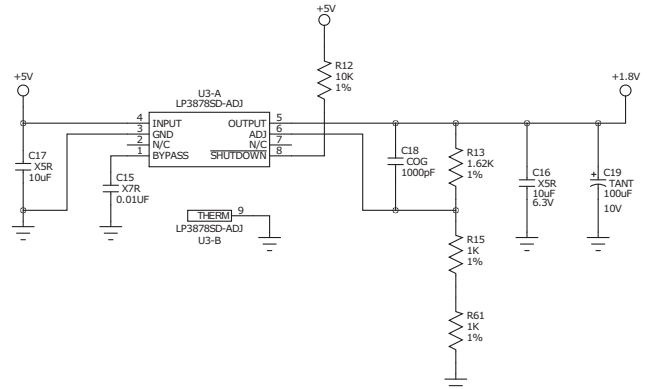 +5V
R12
10K
1%
+5V
U3-A
LP3878SD-ADJ
+1.8V
4 INPUT OUTPUT 5
3 GND ADJ 6
2 N/C N/C 7
1 BYPASS SHUTDOWN 8
C17
X5R
10uF
C15
X7R
0.01UF
C18
COG
1000pF
R13
1.62K
1%
C16
X5R
10uF
6.3V
+ C19
TANT
100uF
10V
THERM 9
LP3878SD-ADJ
U3-B
R15
1K
1%
R61
1K
1%